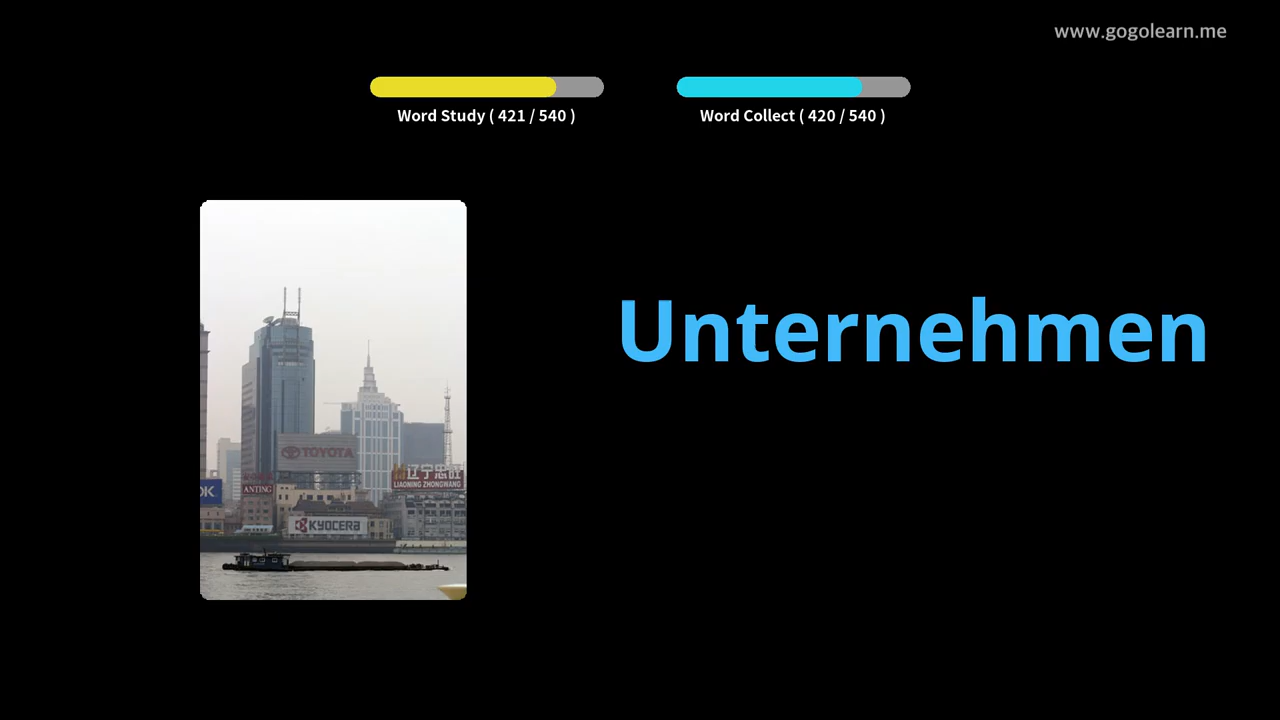 www.gogolearn.me
Word Study ( 421 / 540 )
Word Collect ( 420 / 540 )
Unternehmen
TOYOTA
辽宁忠旺
LIAONING ZHONGWANG
OK
ANTING
KYOCERA